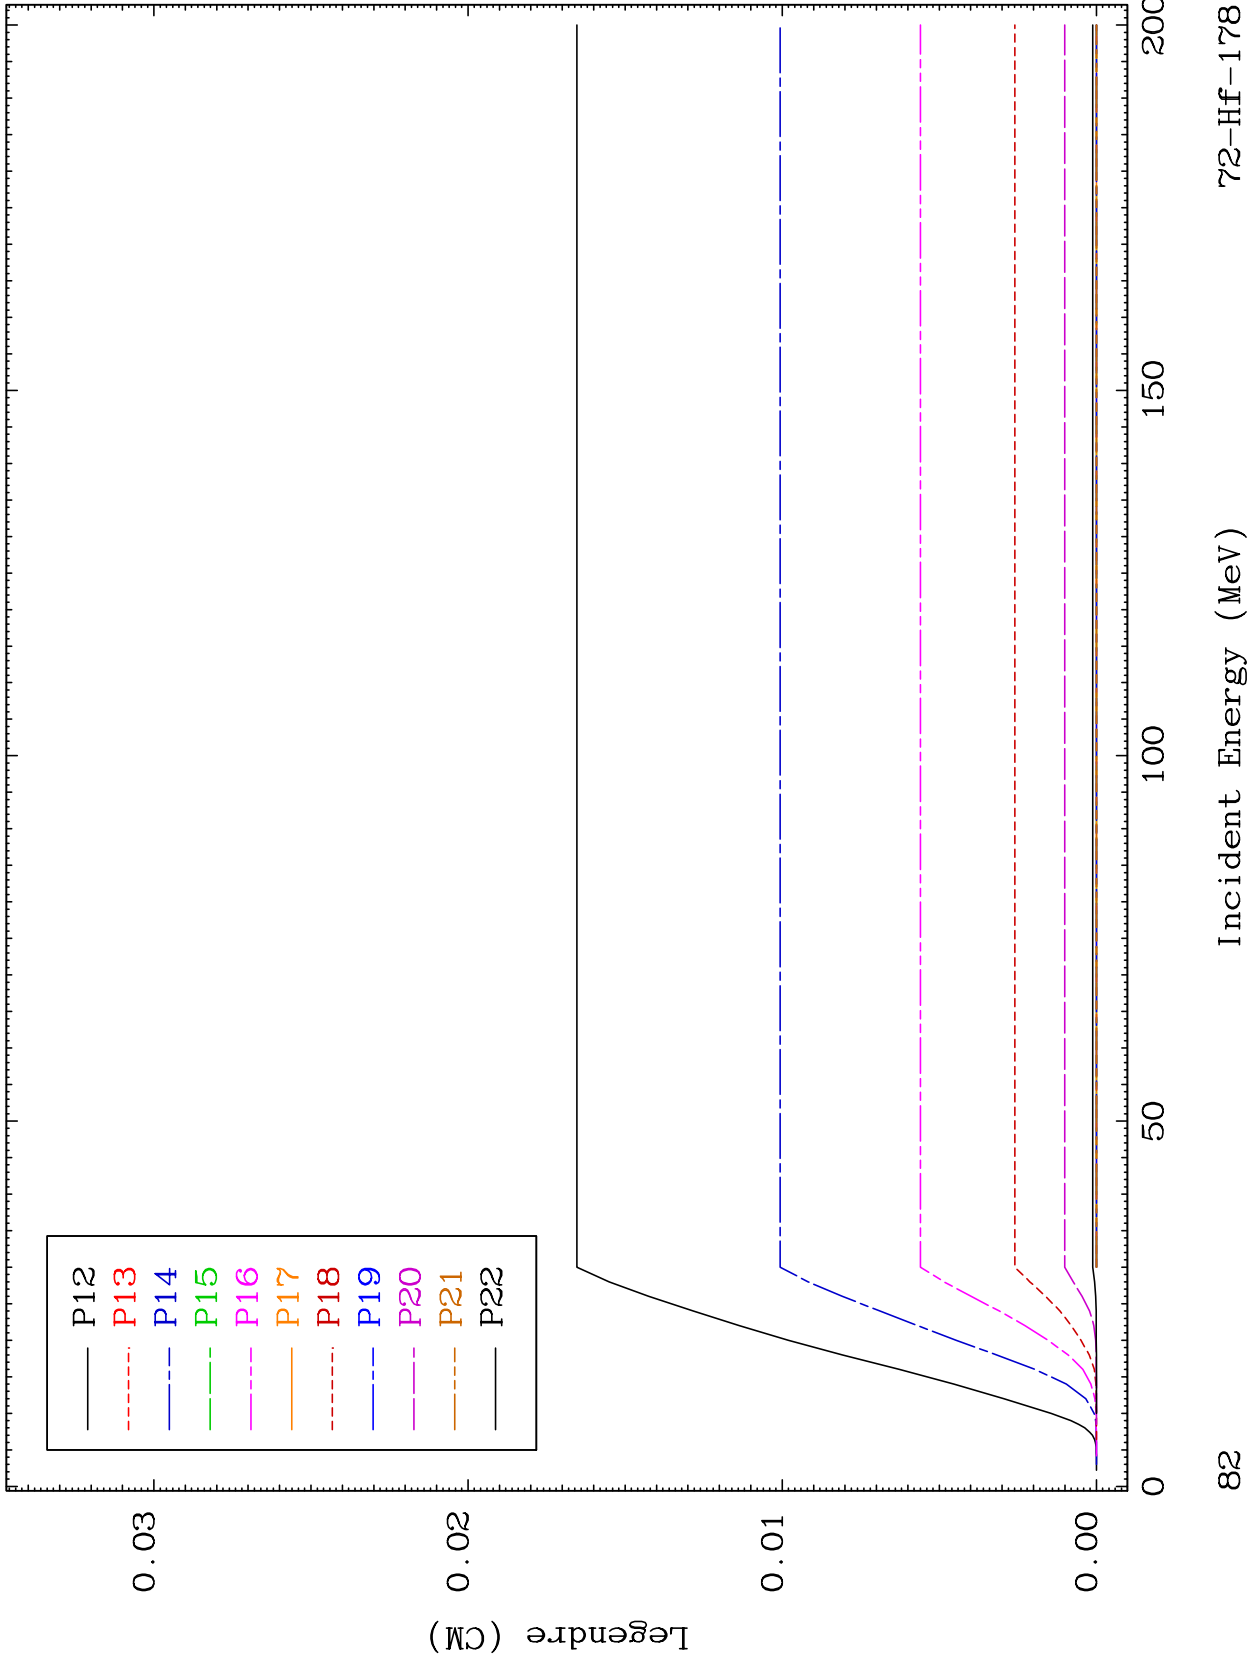 Legendre (CM)
0.03
0.02
0.01
0.00
P12
P13
P14
P15
P16
P17
P18
P19
P20
P21
P22
0
50
100
150
200
82
Incident Energy (MeV)
72-Hf-178